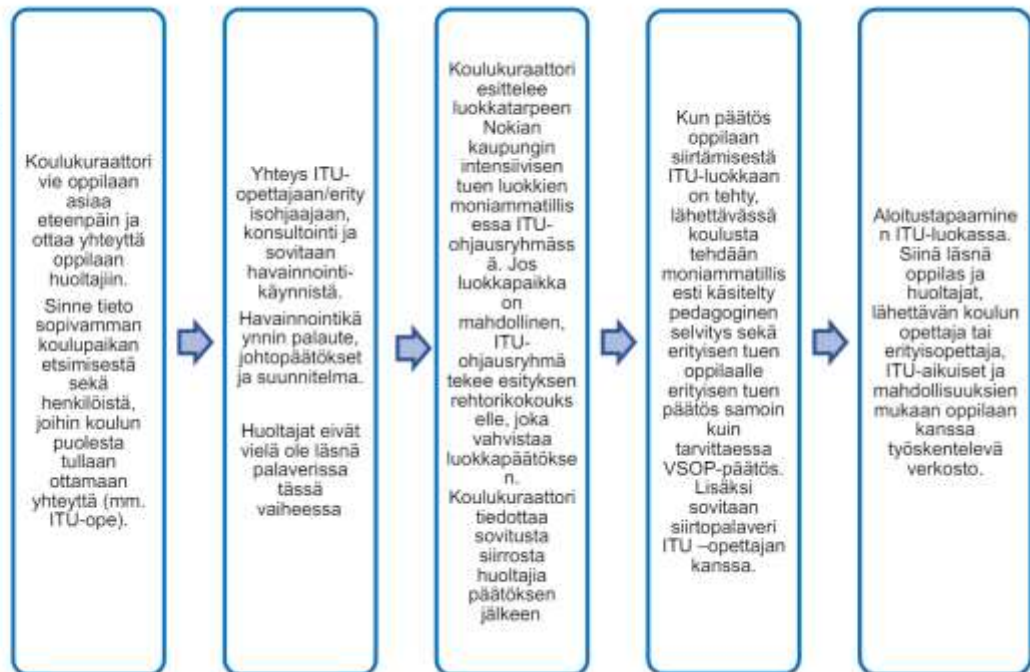 Koulukuraattori
vie oppilaan
asiaa
eteenpäin ja
ottaa yhteyttä
oppilaan
huoltajiin.
Sinne tieto
sopivamman
koulupaikan
etsimisestä
sekä
henkilöistä,
joihin koulun
puolesta
tullaan
ottamaan
yhteyttä (mm.
ITU-ope).
Yhteys ITU-
opettajaan/erity
isohjaajaan,
konsultointi ja
sovitaan
havainnointi-
käynnistä.
Havainnointikä
ynnin palaute,
johtopäätökset
ja suunnitelma.
Huoltajat eivät
vielä ole läsnä
palaverissa
tässä
vaiheessa
Koulukuraattori
esittelee
luokkatarpeen
Nokian
kaupungin
intensiivisen
tuen luokkien
moniammatillis
essa ITU-
ohjausryhmäss
ä. Jos
luokkapaikka
on
mahdollinen,
ITU-
ohjausryhmä
tekee esityksen
rehtorikokouks
elle, joka
vahvistaa
luokkapäätökse
n.
Koulukuraattori
tiedottaa
sovitusta
siirrosta
huoltajia
päätöksen
jälkeen
Kun päätös
oppilaan
siirtämisestä
ITU-luokkaan
on tehty,
lähettävässä
koulusta
tehdään
moniammatillis
esti käsitelty
pedagoginen
selvitys sekä
erityisen tuen
oppilaalle
erityisen tuen
päätös samoin
kuin
tarvittaessa
VSOP-päätös.
Lisäksi
sovitaan
siirtopalaveri
ITU –opettajan
kanssa.
Aloitustapaamine
n ITU-luokassa.
Siinä läsnä
oppilas ja
huoltajat,
lähettävän koulun
opettaja tai
erityisopettaja,
ITU-aikuiset ja
mahdollisuuksien
mukaan oppilaan
kanssa
työskentelevä
verkosto.